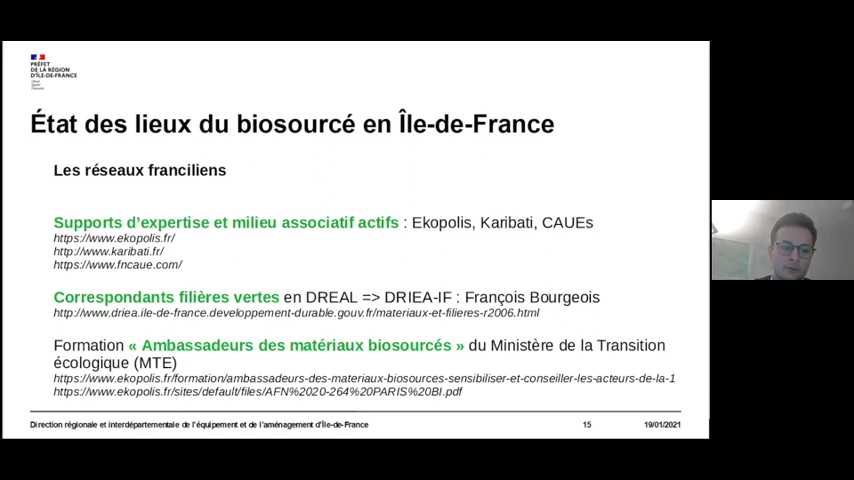 PRÉFET
DE LA RÉGION
D'ÎLE-DE-FRANCE
État des lieux du biosourcé en Île-de-France
Les réseaux franciliens
Supports d'expertise et milieu associatif actifs : Ekopolis, Karibati, CAUEs
https://www.ekopolis.fr/
http://www.karibati.fr/
https://www.fncaue.com/
Correspondants filières vertes en DREAL => DRIEA-IF : François Bourgeois
http://www.driea.ile-de-france.developpement-durable.gouv.fr/materiaux-et-filieres-r2006.html
Formation « Ambassadeurs des matériaux biosourcés » du Ministère de la Transition
écologique (MTE)
https://www.ekopolis.fr/formation/ambassadeurs-des-materiaux-biosources-sensibiliser-et-conseiller-les-acteurs-de-la-1
https://www.ekopolis.fr/sites/default/files/AFN%2020-264%20PARIS%20BI.pdf
Direction régionale et interdépartementale de l'équipement et de l'aménagement d'Île-de-France 15 19/01/2021